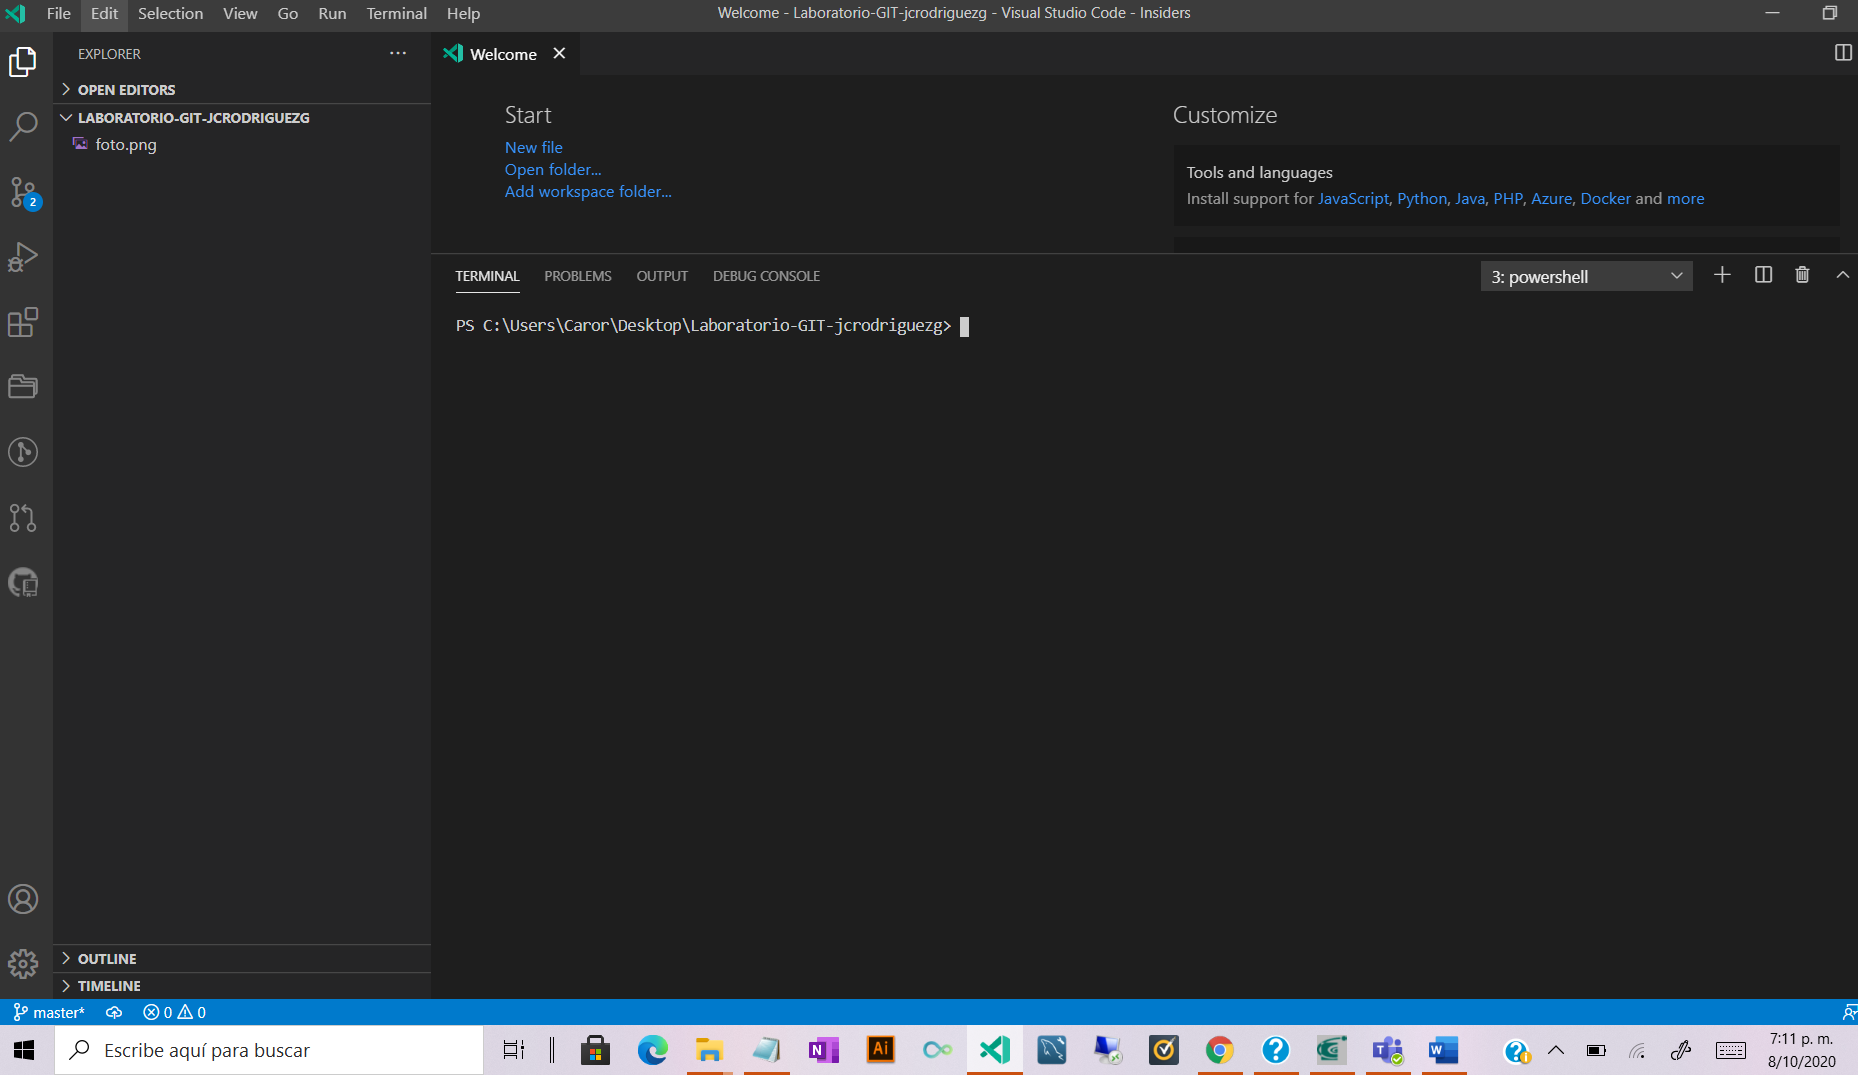 File Edit Selection View Go Run Terminal Help
Welcome - Laboratorio-GIT-jcrodriguezg - Visual Studio Code - Insiders
EXPLORER
OPEN EDITORS
LABORATORIO-GIT-JCRODRIGUEZG
foto.png
2
OUTLINE
TIMELINE
Welcome
Start
New file
Open folder...
Add workspace folder...
Customize
Tools and languages
Install support for JavaScript, Python, Java, PHP, Azure, Docker and more
TERMINAL PROBLEMS OUTPUT DEBUG CONSOLE
3: powershell
PS C:\Users\Caror\Desktop\Laboratorio-GIT-jcrodriguezg>
master* 0 0
Escribe aquí para buscar
N
Ai
T
W
7:11 p. m.
8/10/2020